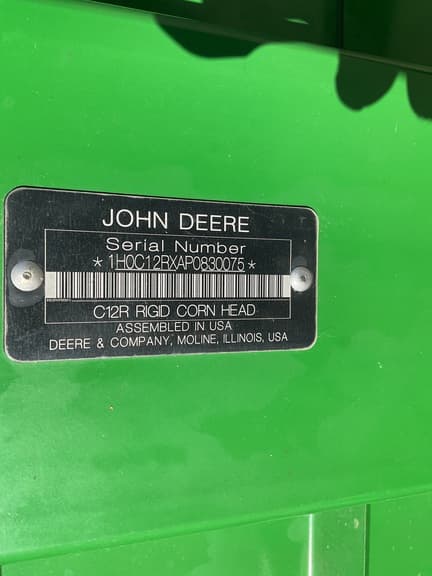 JOHN DEERE
Serial Number
*1H0C12RXAP0830075*
C12R RIGID CORN HEAD
ASSEMBLED IN USA
DEERE & COMPANY, MOLINE, ILLINOIS, USA